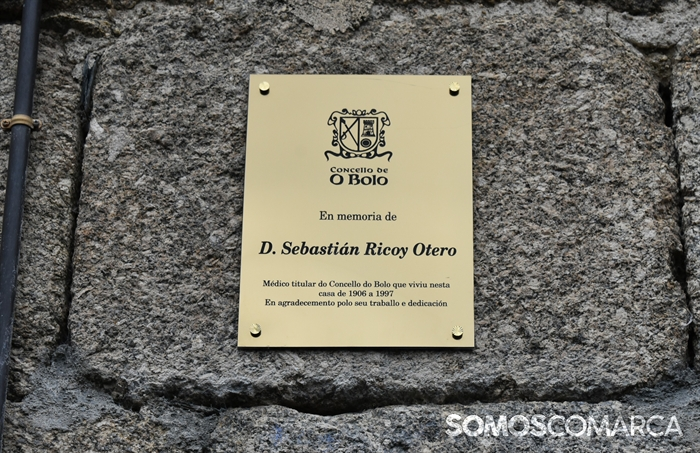 Concello de
O Bolo
En memoria de
D. Sebastián Ricoy Otero
Médico titular do Concello do Bolo que viviu nesta
casa de 1906 a 1997
En agradecemento polo seu traballo e dedicación
SOMOSCOMARCA